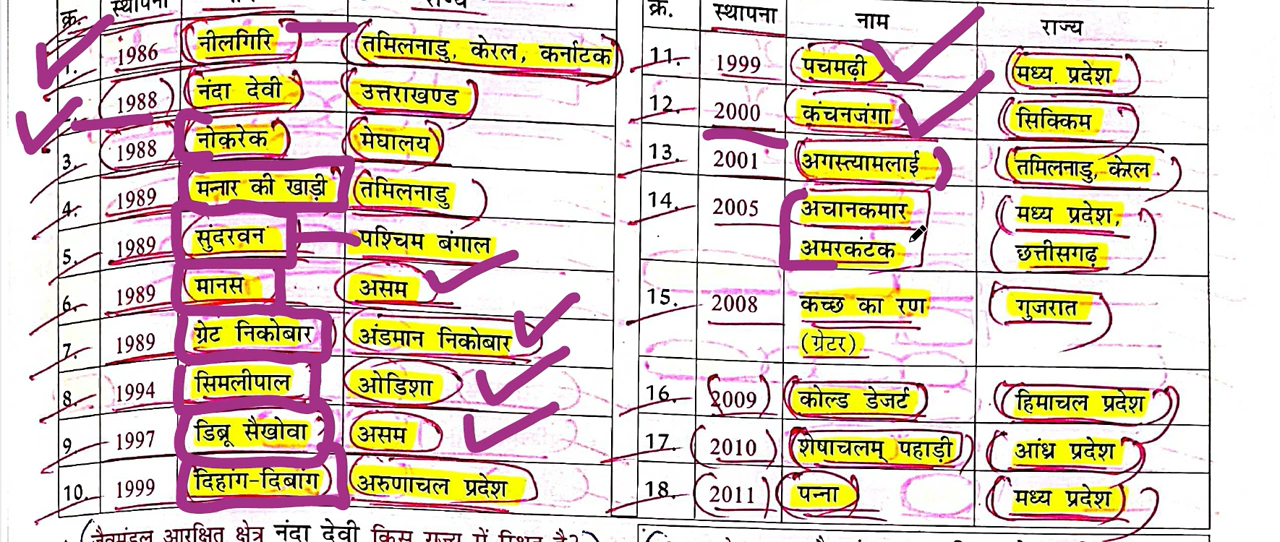 क्र. स्थापना
1. 1986 नीलगिरि तमिलनाडु, केरल, कर्नाटक
1988 नंदा देवी उत्तराखण्ड
3. 1988 नोकरेक मेघालय
4. 1989 मन्नार की खाड़ी तमिलनाडु
5. 1989 सुंदरवन पश्चिम बंगाल
6. 1989 मानस असम
7. 1989 ग्रेट निकोबार अंडमान निकोबार
8. 1994 सिमलीपाल ओडिशा
9 1997 डिब्रू सैखोवा असम
10. 1999 दिहांग-दिबांग अरुणाचल प्रदेश
क्र. स्थापना नाम राज्य
11. 1999 पचमढ़ी मध्य प्रदेश
12. 2000 कंचनजंगा सिक्किम
13. 2001 अगस्त्यामलाई तमिलनाडु, केरल
14. 2005 अचानकमार मध्य प्रदेश,
अमरकंटक छत्तीसगढ़
15. 2008 कच्छ का रण गुजरात
(ग्रेटर)
16. 2009 कोल्ड डेजर्ट हिमाचल प्रदेश
17. 2010 शेषाचलम् पहाड़ी आंध्र प्रदेश
18. 2011 पन्ना मध्य प्रदेश
जैवमंडल आरक्षित क्षेत्र नंदा देवी किस राज्य में स्थित है?